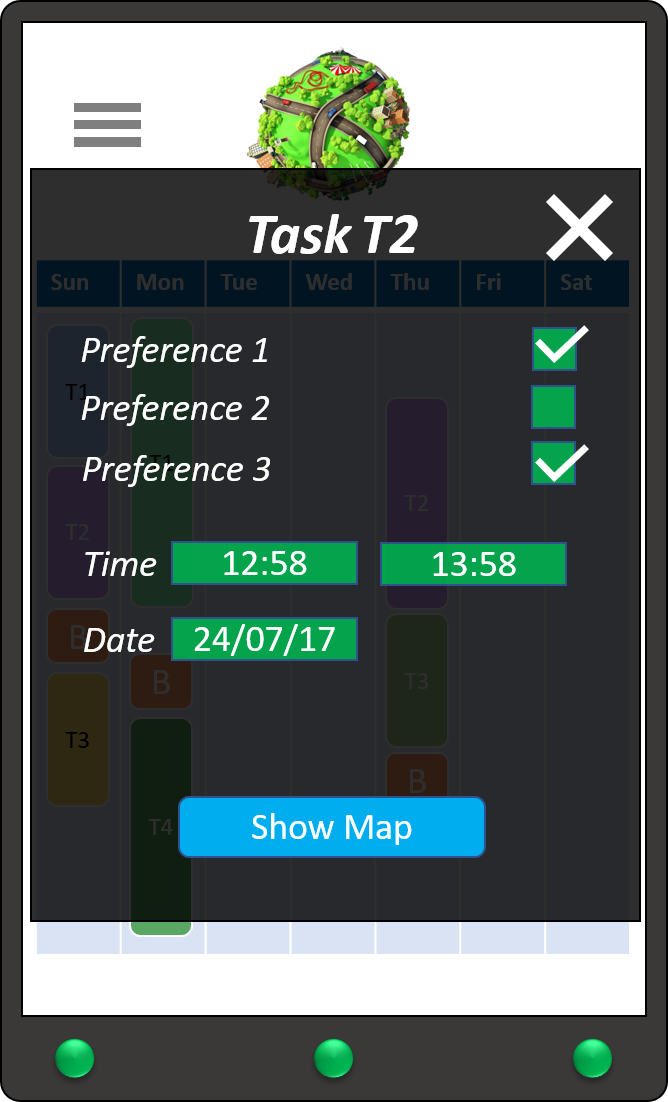 Task T2
Sun Mon Tue Wed Thu Fri Sat
Preference 1
T1
Preference 2
T1
Preference 3
T2
T2
Time 12:58 13:58
B
Date 24/07/17
B
T3
T3
B
T4
Show Map